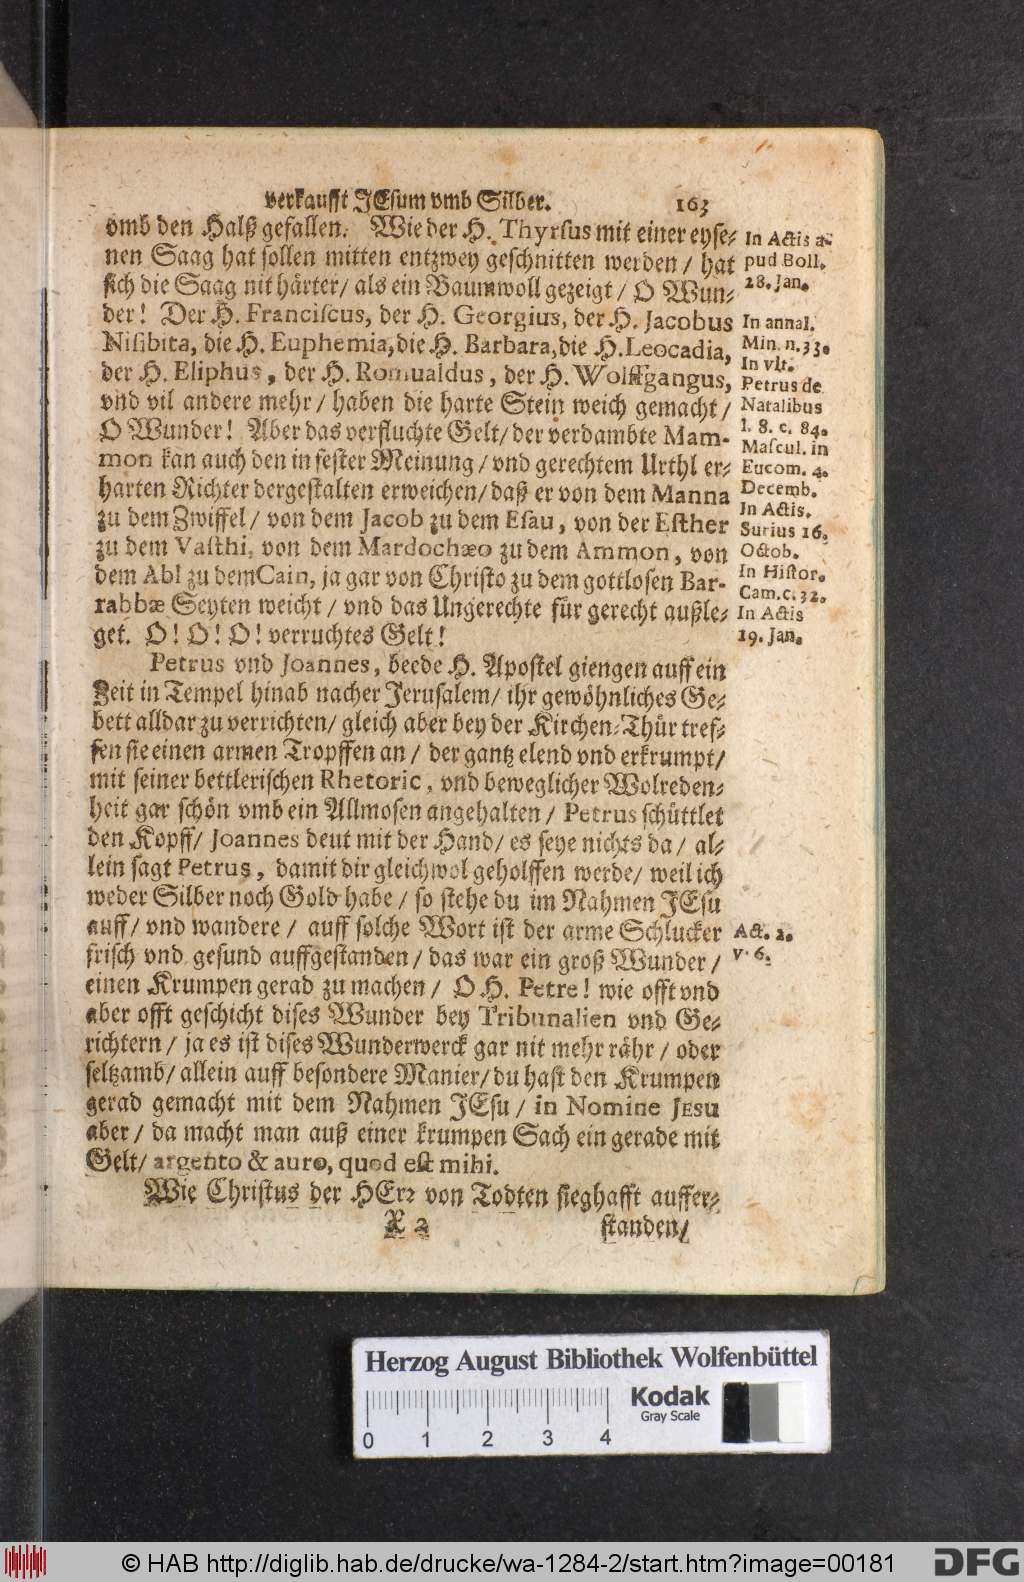 verkaufft JEsum vmb Silber. 163
vmb den Halß gefallen. Wie der H. Thyrsus mit einer eyse-
nen Saag hat sollen mitten entzwey geschnitten werden / hat
sich die Saag nit härter / als ein Baumwoll gezeigt / O Wun-
der! Der H. Franciscus, der H. Georgius, der H. Jacobus
Nisibita, die H. Euphemia, die H. Barbara, die H. Leocadia,
der H. Eliphus, der H. Romualdus, der H. Wolffgangus,
vnd vil andere mehr / haben die harte Stein weich gemacht /
O Wunder! Aber das verfluchte Gelt / der verdambte Mam-
mon kan auch den in fester Meinung / vnd gerechtem Urthl er-
harten Richter dergestalten erweichen / daß er von dem Manna
zu dem Zwiffel / von dem Jacob zu dem Esau, von der Esther
zu dem Vasthi, von dem Mardochæo zu dem Ammon, von
dem Abl zu dem Cain, ja gar von Christo zu dem gottlosen Bar-
rabbæ Seyten weicht / vnd das Ungerechte für gerecht außle-
get. O! O! O! verruchtes Gelt!
Petrus vnd Joannes, beede H. Apostel giengen auff ein
Zeit in Tempel hinab nacher Jerusalem / ihr gewöhnliches Ge-
bett alldar zu verrichten / gleich aber bey der Kirchen-Thür tref-
fen sie einen armen Tropffen an / der gantz elend vnd erkrumpt /
mit seiner bettlerischen Rhetoric, vnd beweglicher Wolreden-
heit gar schön vmb ein Allmosen angehalten / Petrus schüttlet
den Kopff / Joannes deut mit der Hand / es seye nichts da / al-
lein sagt Petrus, damit dir gleichwol geholffen werde / weil ich
weder Silber noch Gold habe / so stehe du im Nahmen JEsu
auff / vnd wandere / auff solche Wort ist der arme Schlucker
frisch vnd gesund auffgestanden / das war ein groß Wunder /
einen Krumpen gerad zu machen / O H. Petre! wie offt vnd
aber offt geschicht dises Wunder bey Tribunalien vnd Ge-
richtern / ja es ist dises Wunderwerck gar nit mehr rähr / oder
seltzamb / allein auff besondere Manier / du hast den Krumpen
gerad gemacht mit dem Nahmen JEsu / in Nomine JESU
aber / da macht man auß einer krumpen Sach ein gerade mit
Gelt / argento & auro, quod est mihi.
Wie Christus der HErr von Todten sieghafft auffer-
X 2 standen /
In Actis a-
pud Boll.
28. Jan.
In annal.
Min. n. 33.
In vlt.
Petrus de
Natalibus
l. 8. c. 84.
Mascul. in
Eucom. 4.
Decemb.
In Actis.
Surius 16.
Octob.
In Histor.
Cam. c. 32.
In Actis
19. Jan.
Act. 2.
v. 6.
Herzog August Bibliothek Wolfenbüttel
Kodak
Gray Scale
0 1 2 3 4
© HAB http://diglib.hab.de/drucke/wa-1284-2/start.htm?image=00181
DFG